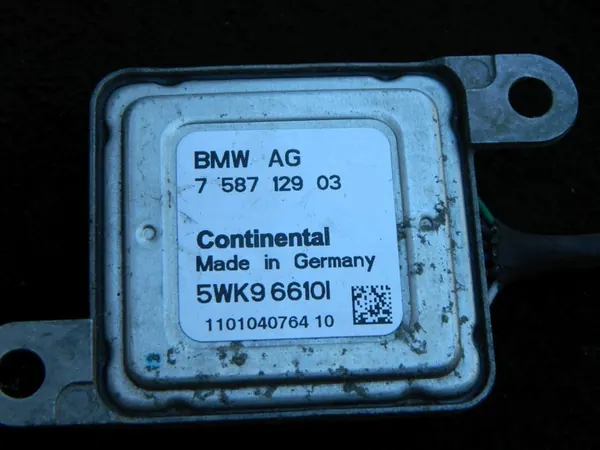 BMW AG
7 587 129 03
Continental
Made in Germany
5WK9 6610I
1101040764 10